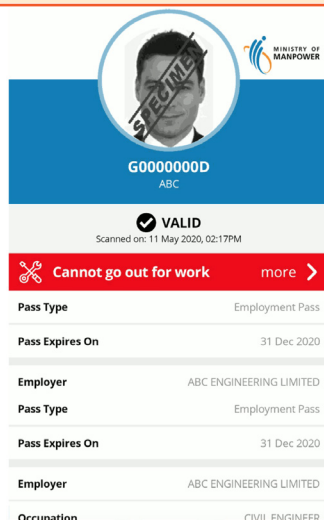 MINISTRY OF
MANPOWER
SPECIMEN
G0000000D
ABC
VALID
Scanned on: 11 May 2020, 02:17PM
Cannot go out for work more
Pass Type Employment Pass
Pass Expires On 31 Dec 2020
Employer ABC ENGINEERING LIMITED
Pass Type Employment Pass
Pass Expires On 31 Dec 2020
Employer ABC ENGINEERING LIMITED
Occupation CIVIL ENGINEER